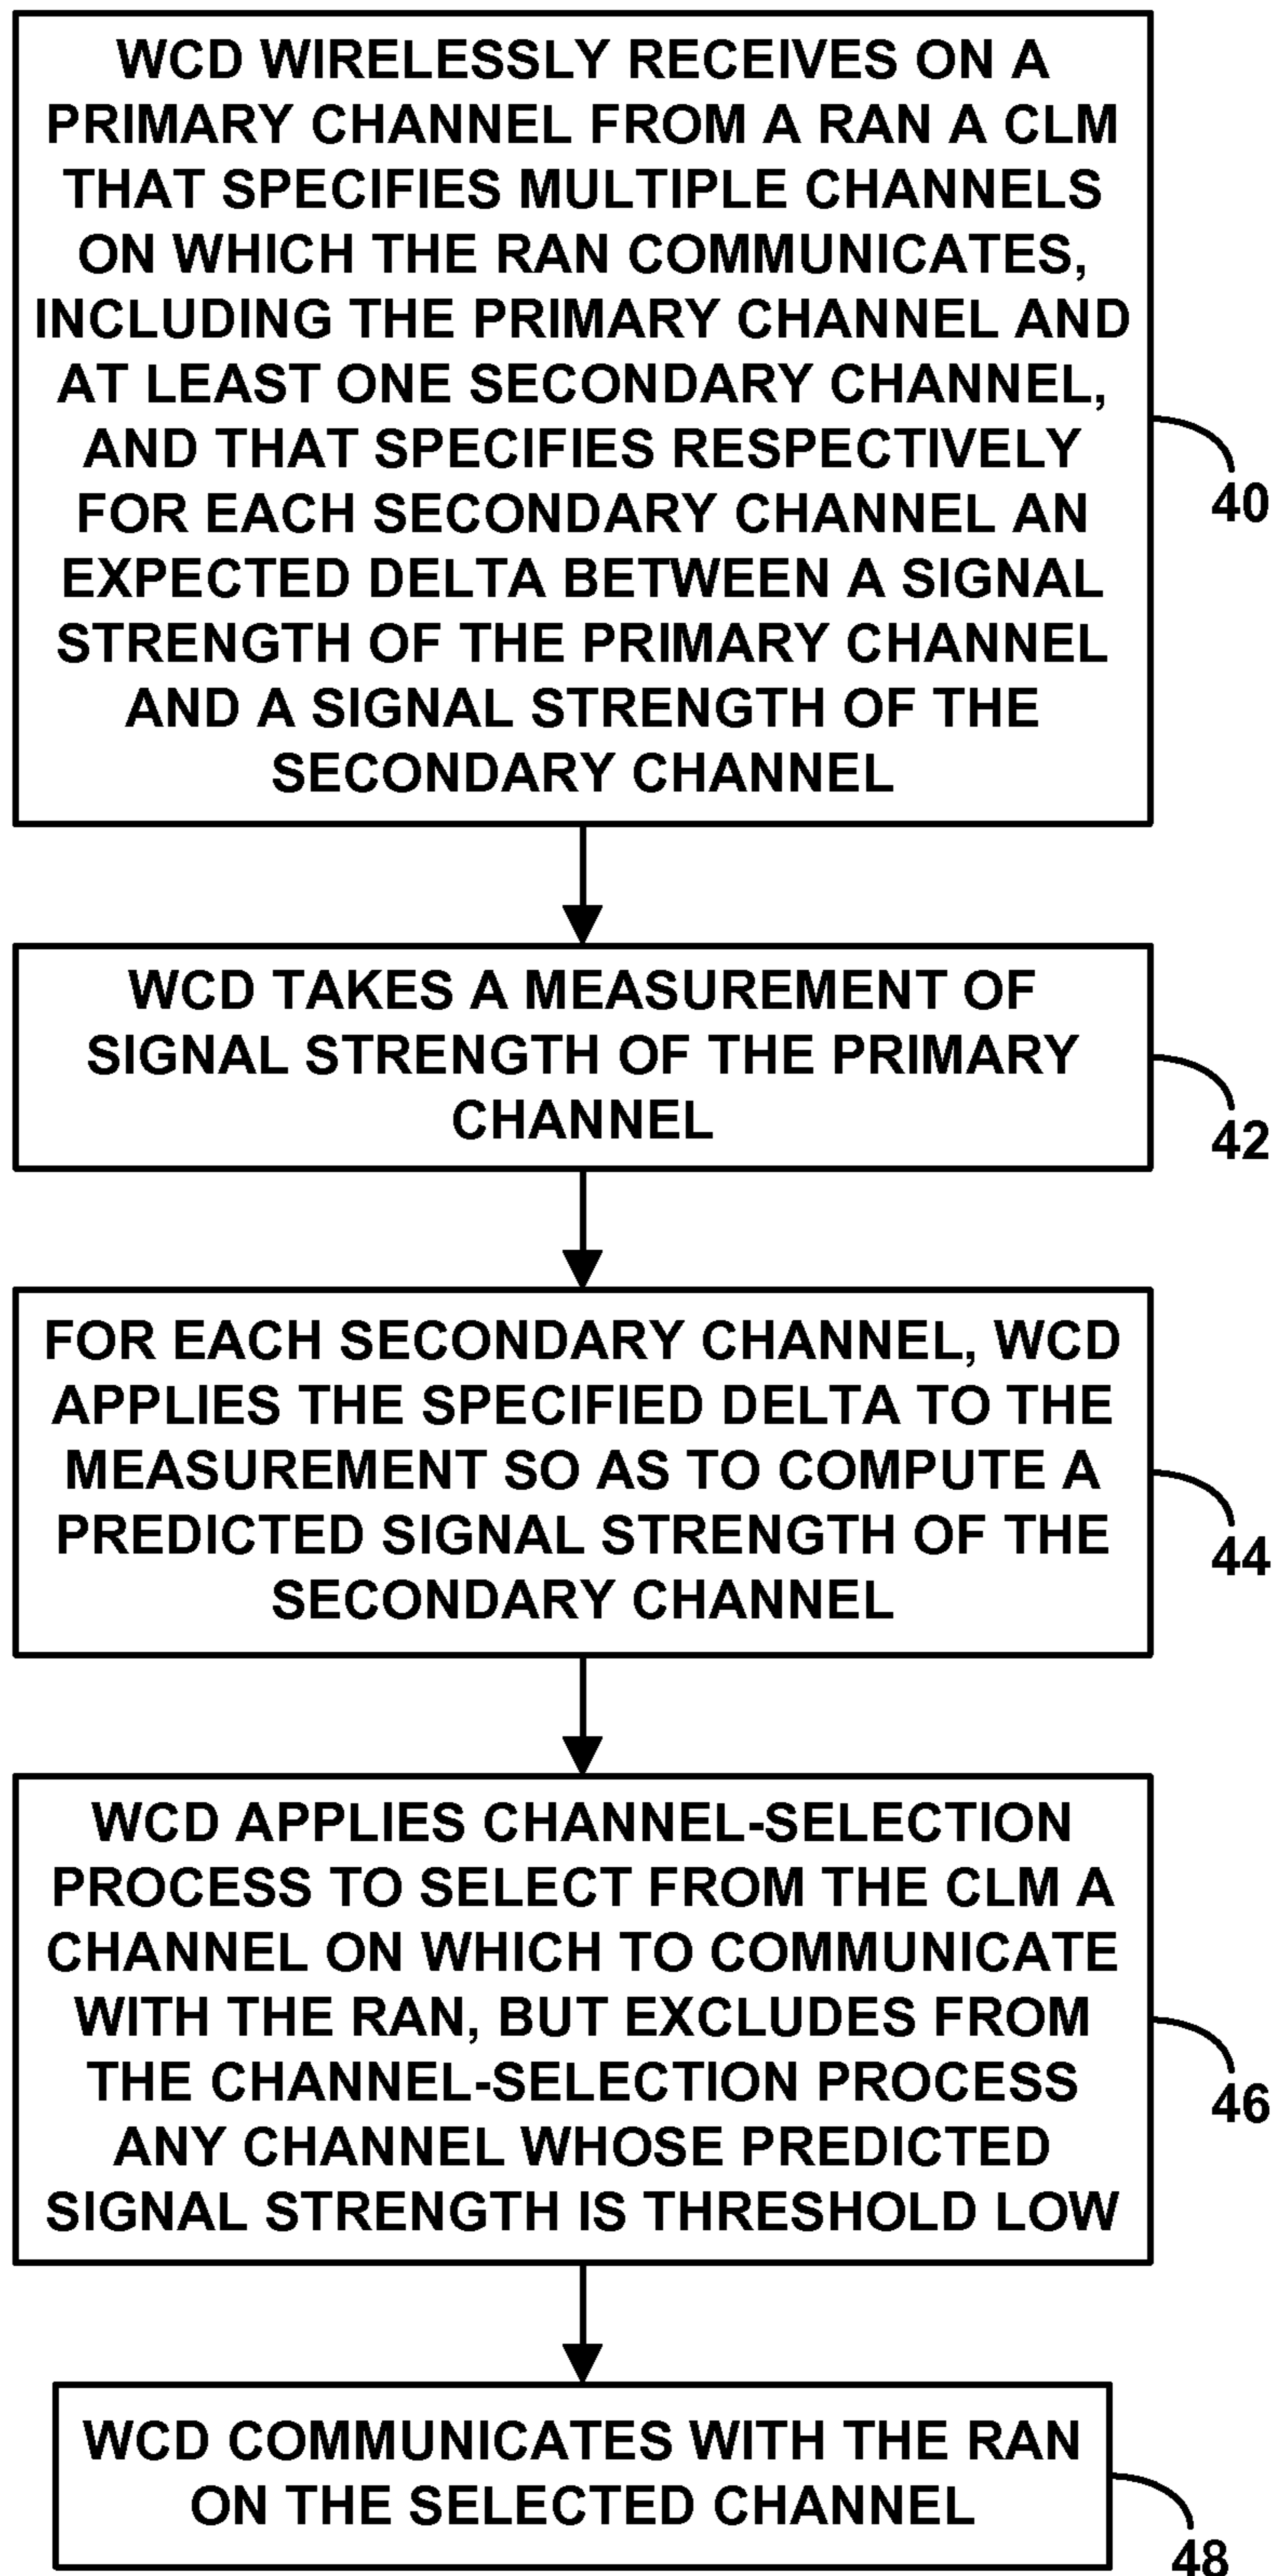 WCD WIRELESSLY RECEIVES ON A
PRIMARY CHANNEL FROM A RAN A CLM
THAT SPECIFIES MULTIPLE CHANNELS
ON WHICH THE RAN COMMUNICATES,
INCLUDING THE PRIMARY CHANNEL AND
AT LEAST ONE SECONDARY CHANNEL,
AND THAT SPECIFIES RESPECTIVELY
FOR EACH SECONDARY CHANNEL AN
EXPECTED DELTA BETWEEN A SIGNAL
STRENGTH OF THE PRIMARY CHANNEL
AND A SIGNAL STRENGTH OF THE
SECONDARY CHANNEL
40
WCD TAKES A MEASUREMENT OF
SIGNAL STRENGTH OF THE PRIMARY
CHANNEL
42
FOR EACH SECONDARY CHANNEL, WCD
APPLIES THE SPECIFIED DELTA TO THE
MEASUREMENT SO AS TO COMPUTE A
PREDICTED SIGNAL STRENGTH OF THE
SECONDARY CHANNEL
44
WCD APPLIES CHANNEL-SELECTION
PROCESS TO SELECT FROM THE CLM A
CHANNEL ON WHICH TO COMMUNICATE
WITH THE RAN, BUT EXCLUDES FROM
THE CHANNEL-SELECTION PROCESS
ANY CHANNEL WHOSE PREDICTED
SIGNAL STRENGTH IS THRESHOLD LOW
46
WCD COMMUNICATES WITH THE RAN
ON THE SELECTED CHANNEL
48